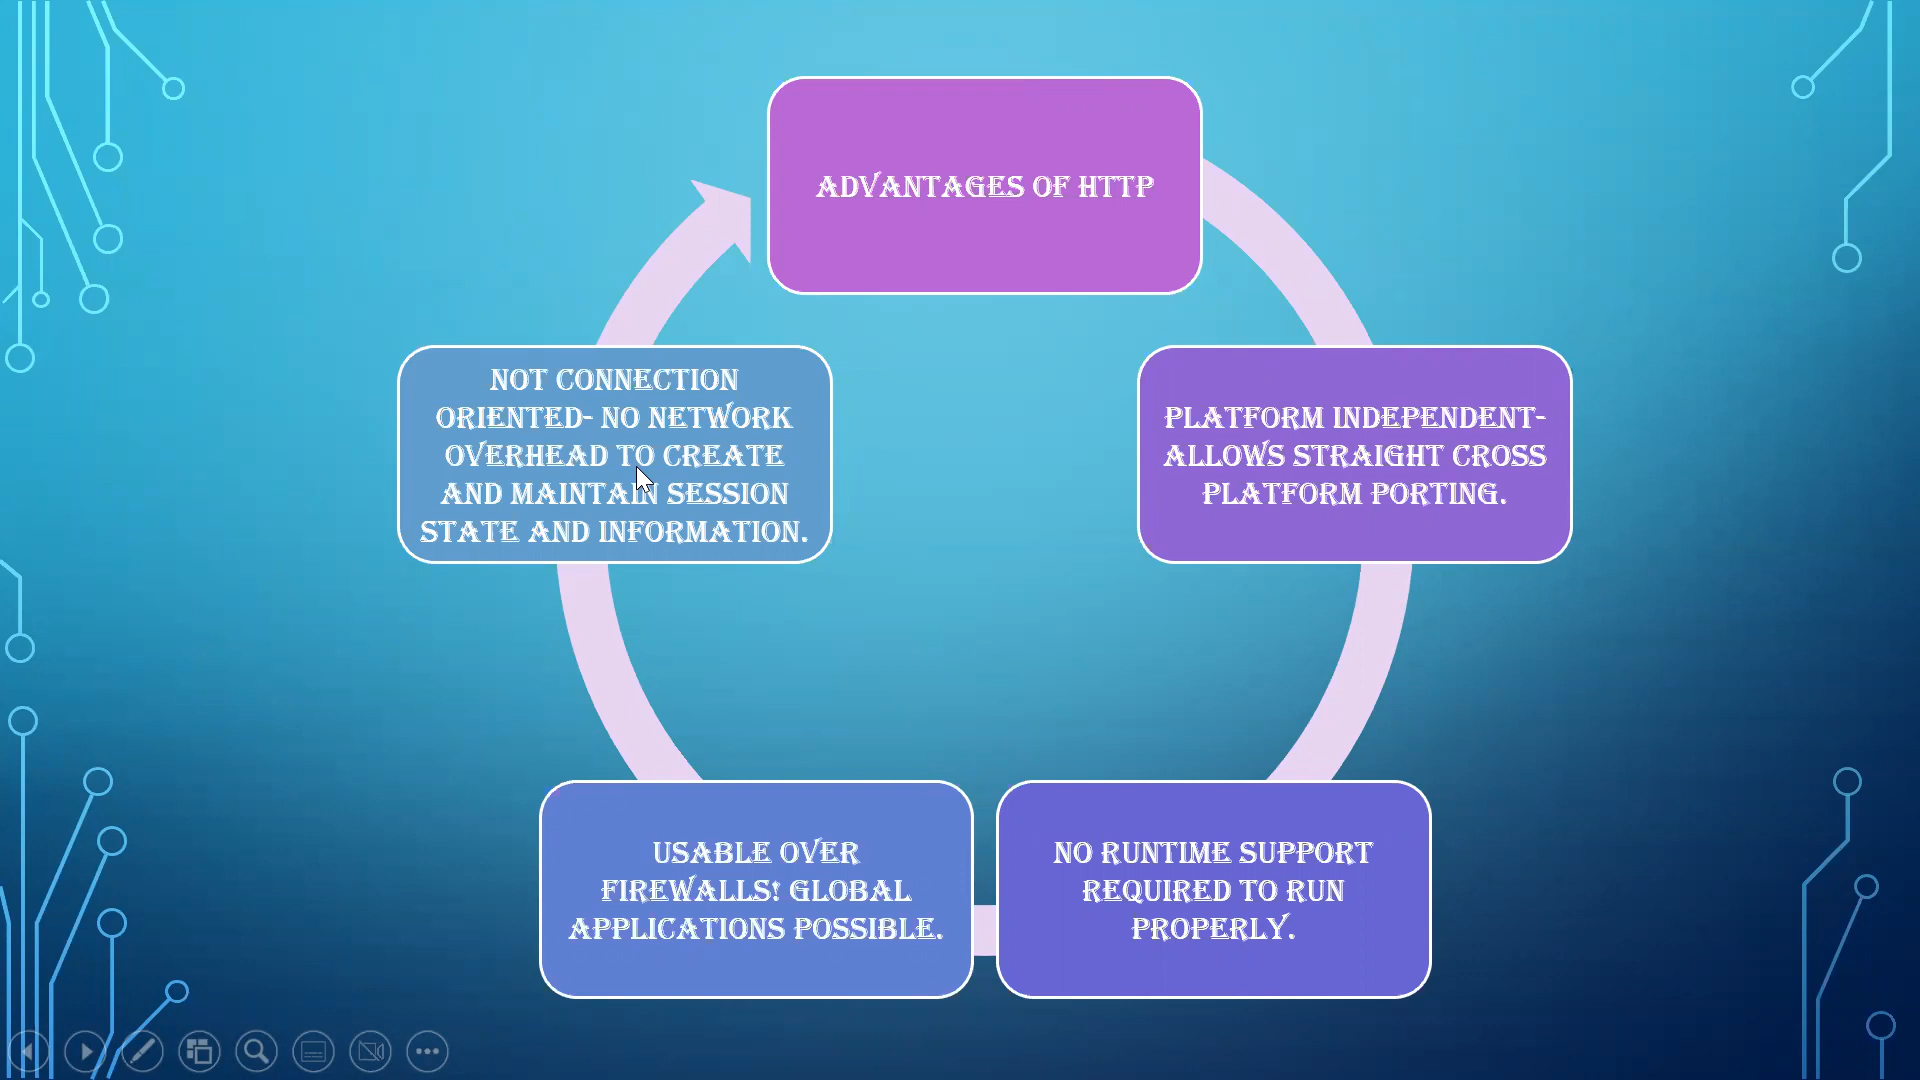 ADVANTAGES OF HTTP
PLATFORM INDEPENDENT-
ALLOWS STRAIGHT CROSS
PLATFORM PORTING.
NO RUNTIME SUPPORT
REQUIRED TO RUN
PROPERLY.
USABLE OVER
FIREWALLS! GLOBAL
APPLICATIONS POSSIBLE.
NOT CONNECTION
ORIENTED- NO NETWORK
OVERHEAD TO CREATE
AND MAINTAIN SESSION
STATE AND INFORMATION.